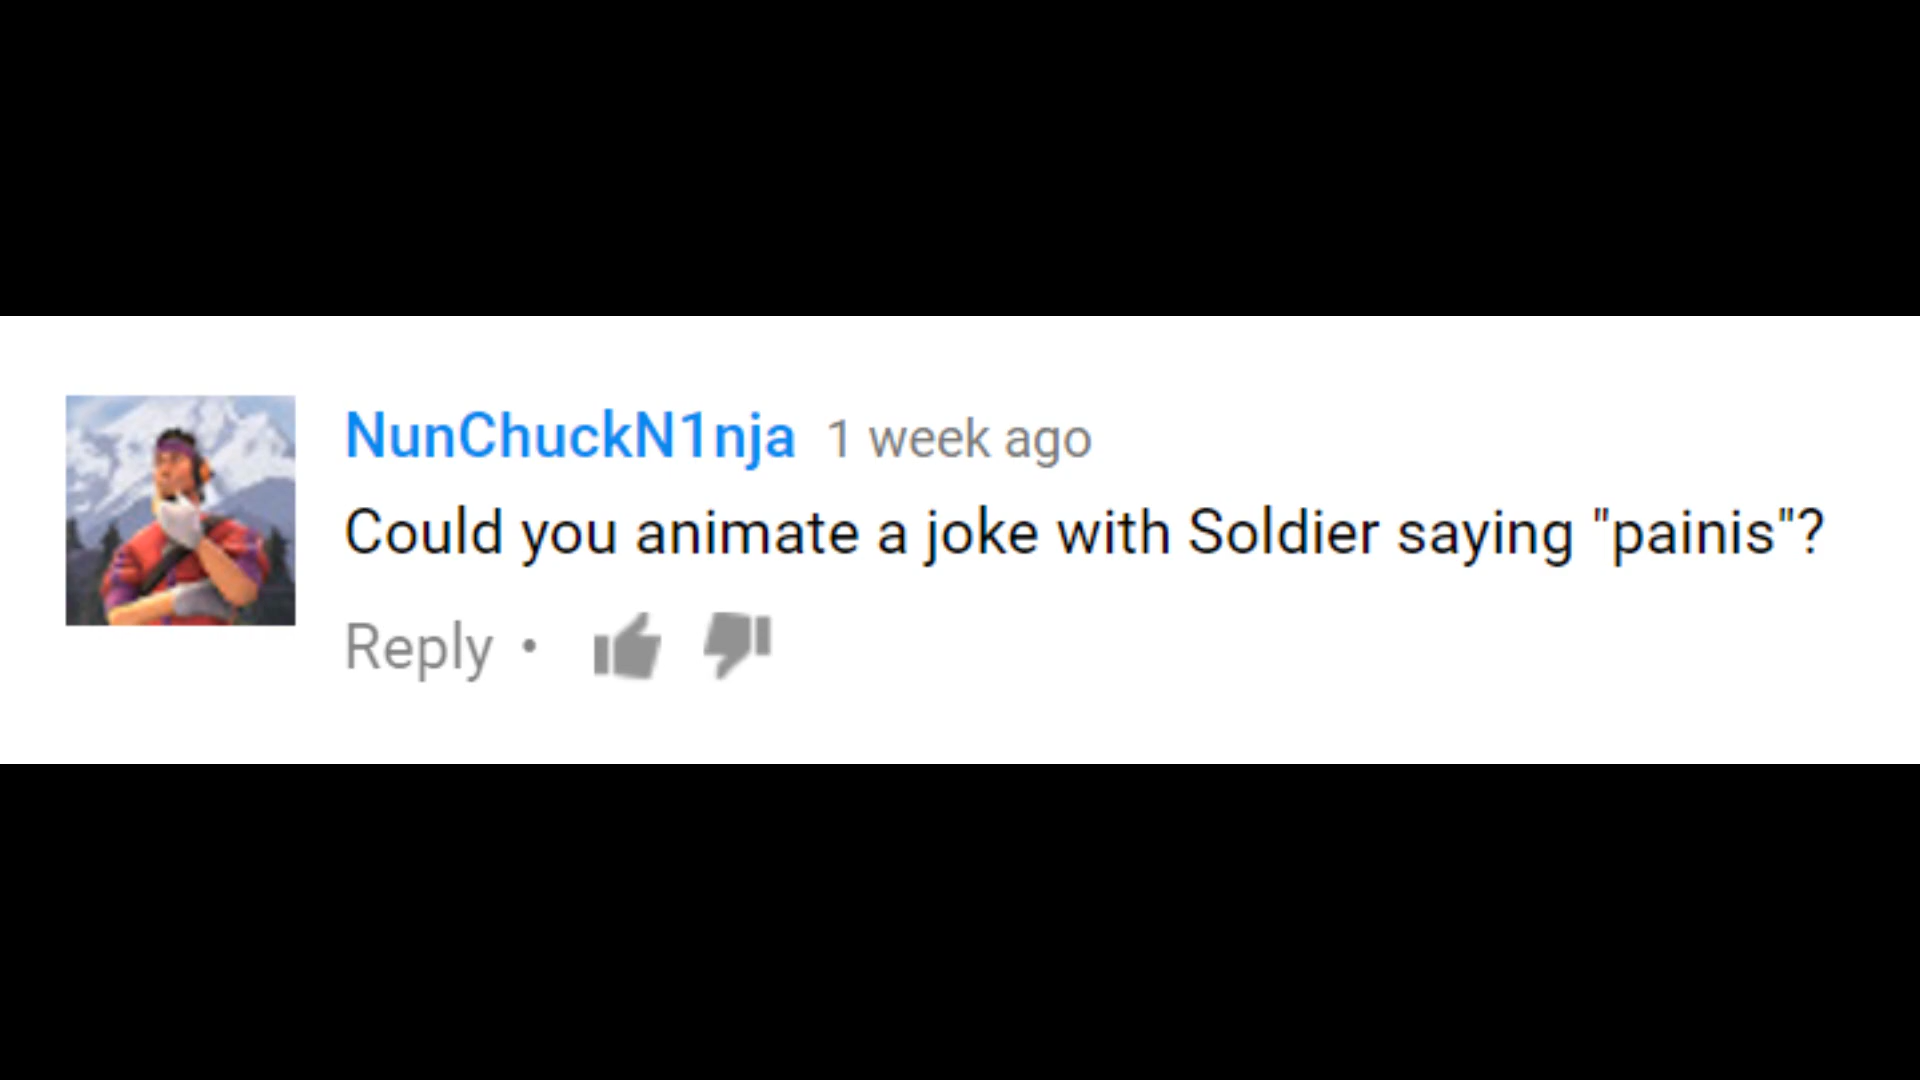 NunChuckN1nja 1 week ago
Could you animate a joke with Soldier saying "painis"?
Reply •